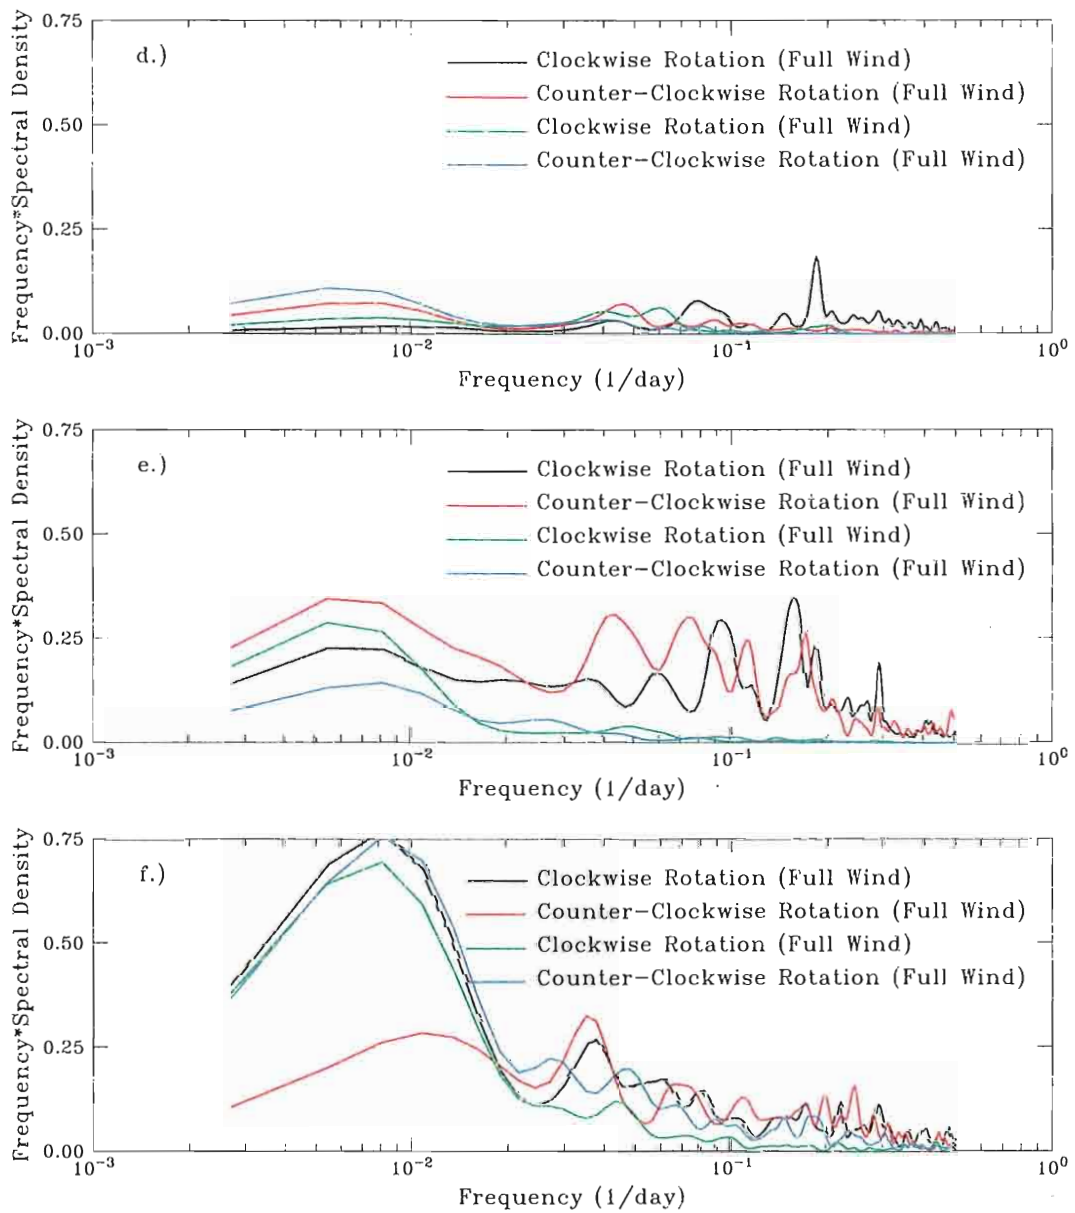 0.75
d.)
Clockwise Rotation (Full Wind)
Counter-Clockwise Rotation (Full Wind)
0.50
Clockwise Rotation (Full Wind)
Counter-Clockwise Rotation (Full Wind)
0.25
0.00
Frequency*Spectral Density
10⁻³
10⁻²
10⁻¹
10⁰
Frequency (1/day)
0.75
e.)
Clockwise Rotation (Full Wind)
Counter-Clockwise Rotation (Full Wind)
0.50
Clockwise Rotation (Full Wind)
Counter-Clockwise Rotation (Full Wind)
0.25
0.00
Frequency*Spectral Density
10⁻³
10⁻²
10⁻¹
10⁰
Frequency (1/day)
0.75
f.)
Clockwise Rotation (Full Wind)
Counter-Clockwise Rotation (Full Wind)
0.50
Clockwise Rotation (Full Wind)
Counter-Clockwise Rotation (Full Wind)
0.25
0.00
Frequency*Spectral Density
10⁻³
10⁻²
10⁻¹
10⁰
Frequency (1/day)